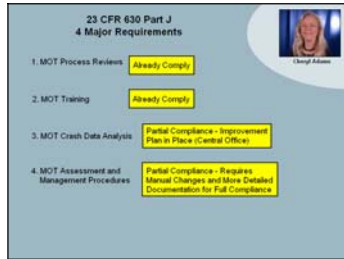 23 CFR 630 Part J
4 Major Requirements
Cheryl Adams
1. MOT Process Reviews
Already Comply
2. MOT Training
Already Comply
3. MOT Crash Data Analysis
Partial Compliance - Improvement
Plan in Place (Central Office)
4. MOT Assessment and
Management Procedures
Partial Compliance - Requires
Manual Changes and More Detailed
Documentation for Full Compliance